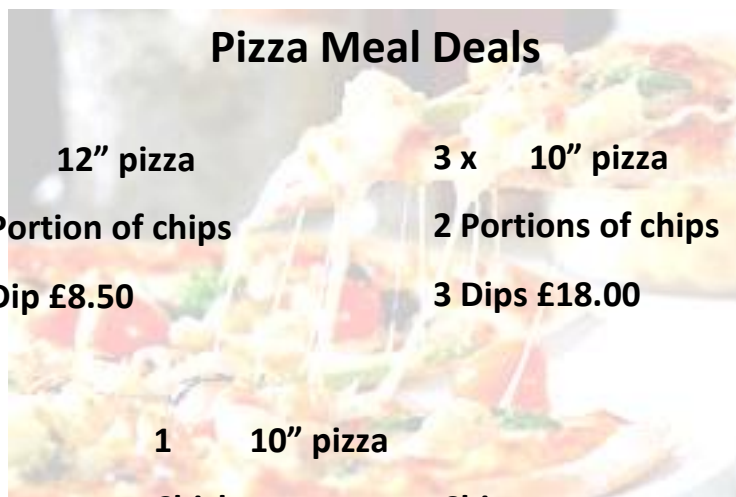 Pizza Meal Deals
12” pizza
Portion of chips
Dip £8.50
3 x 10” pizza
2 Portions of chips
3 Dips £18.00
1 10” pizza